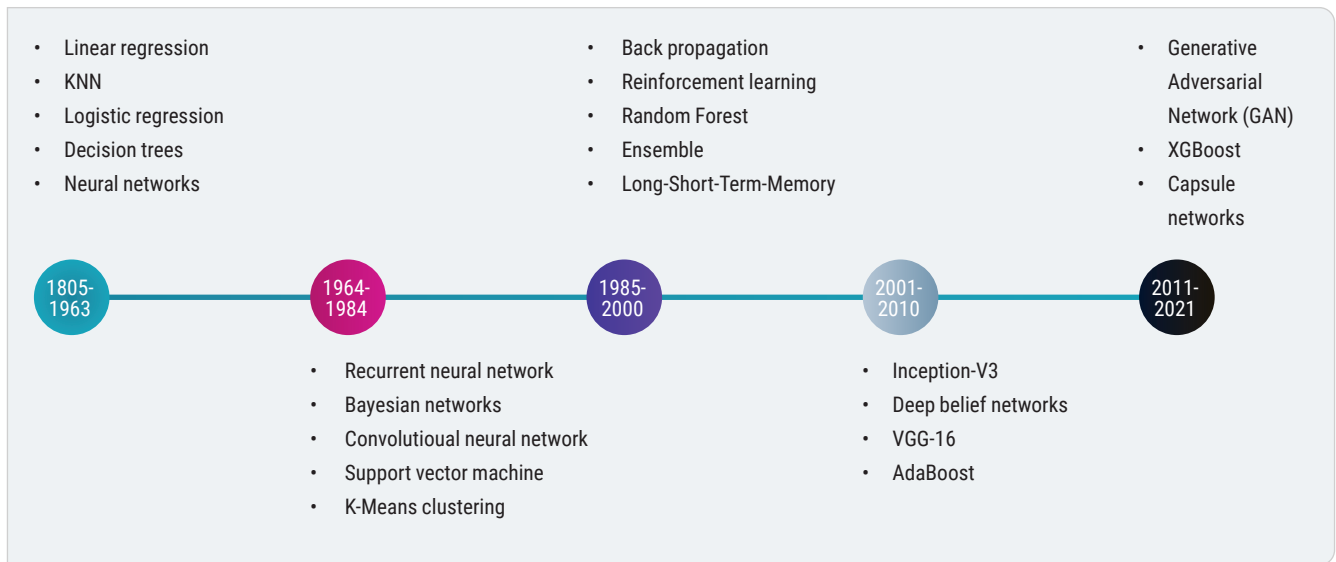 • Linear regression
• KNN
• Logistic regression
• Decision trees
• Neural networks
• Back propagation
• Reinforcement learning
• Random Forest
• Ensemble
• Long-Short-Term-Memory
• Generative
Adversarial
Network (GAN)
• XGBoost
• Capsule
networks
1805-
1963
1964-
1984
1985-
2000
2001-
2010
2011-
2021
• Recurrent neural network
• Bayesian networks
• Convolutioual neural network
• Support vector machine
• K-Means clustering
• Inception-V3
• Deep belief networks
• VGG-16
• AdaBoost